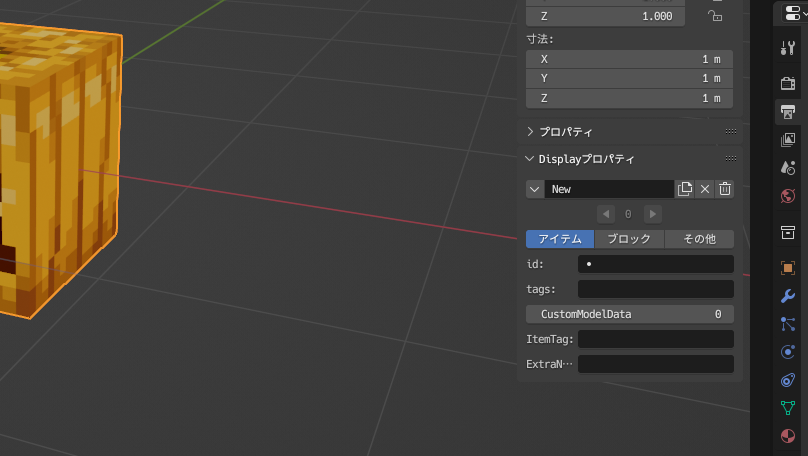 Z 1.000
寸法:
X 1 m
Y 1 m
Z 1 m
プロパティ
Displayプロパティ
New
0
アイテム ブロック その他
id:
tags:
CustomModelData 0
ItemTag:
ExtraN…